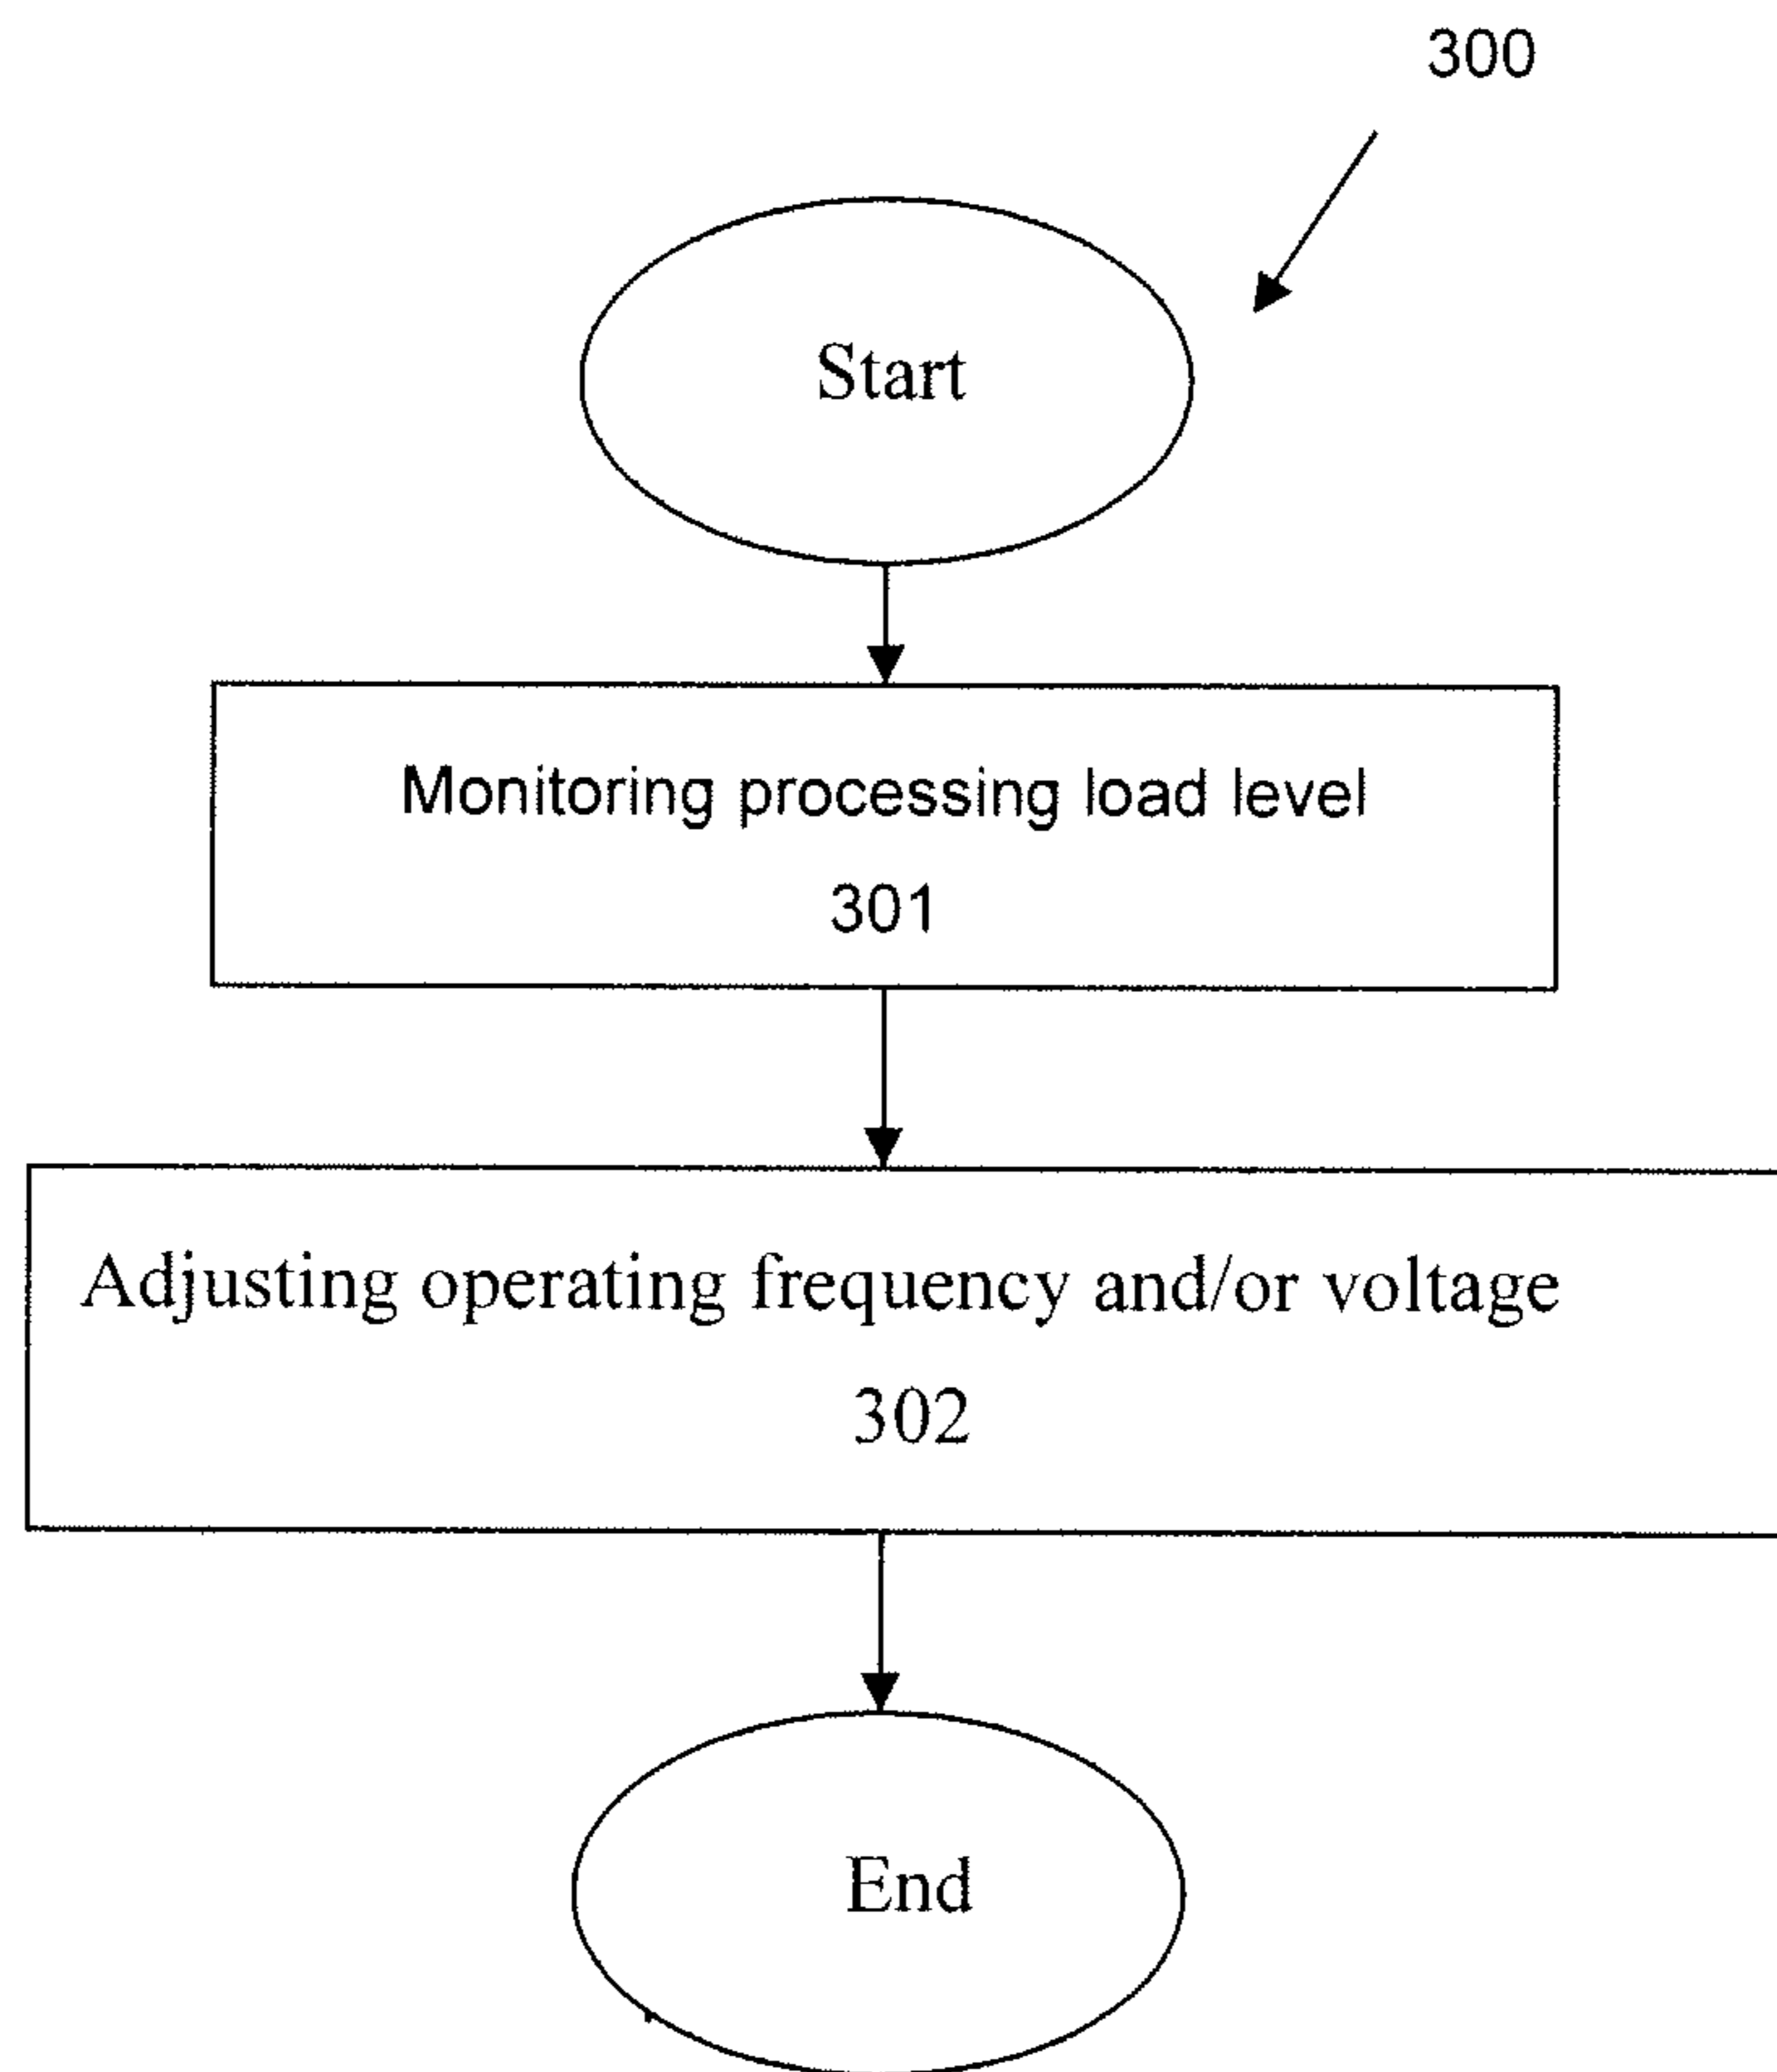 300
Start
Monitoring processing load level
301
Adjusting operating frequency and/or voltage
302
End